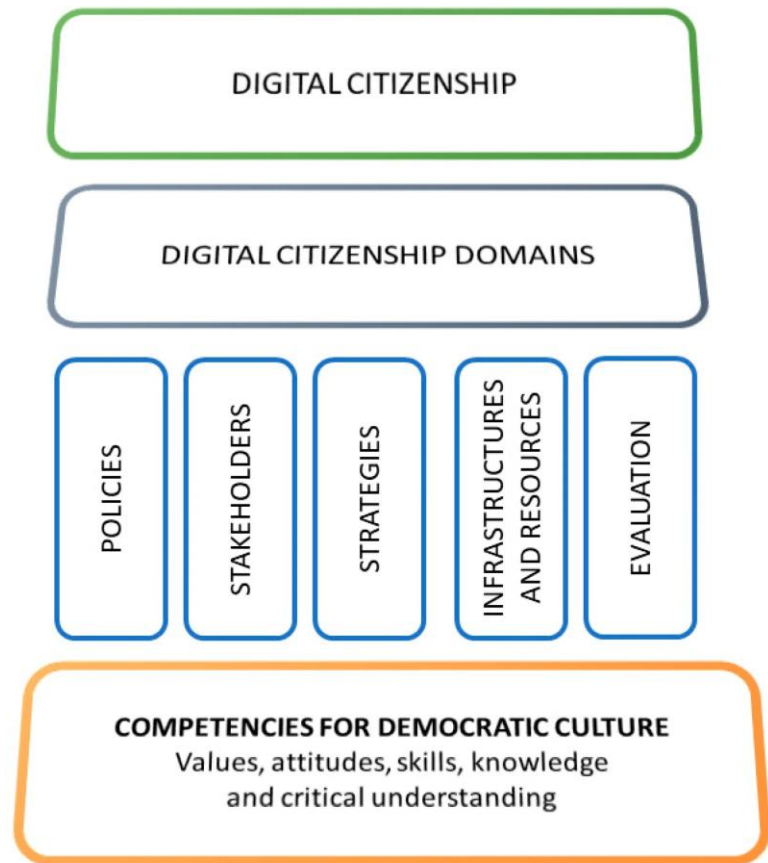 DIGITAL CITIZENSHIP
DIGITAL CITIZENSHIP DOMAINS
POLICIES
STAKEHOLDERS
STRATEGIES
INFRASTRUCTURES
AND RESOURCES
EVALUATION
COMPETENCIES FOR DEMOCRATIC CULTURE
Values, attitudes, skills, knowledge
and critical understanding